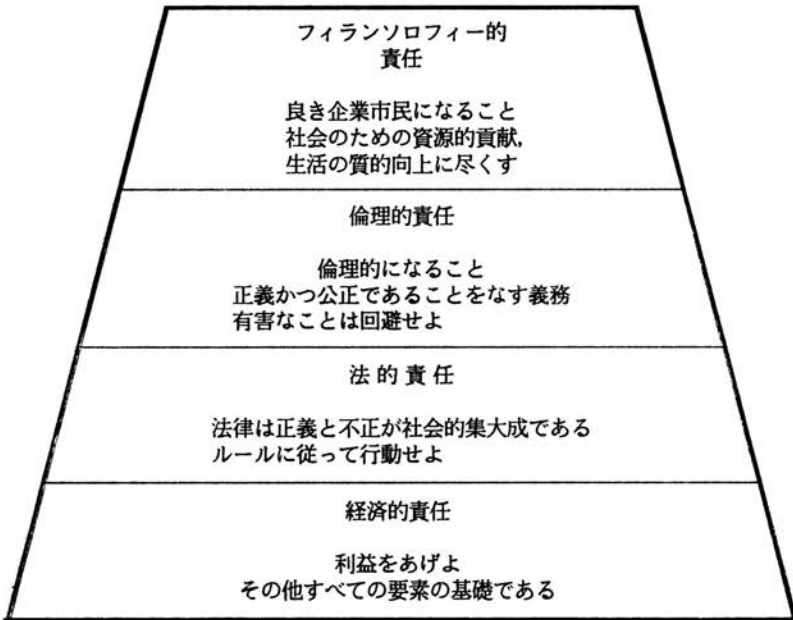 フィランソロフィー的
責任
良き企業市民になること
社会のための資源的貢献,
生活の質的向上に尽くす
倫理的責任
倫理的になること
正義かつ公正であることをなす義務
有害なことは回避せよ
法 的 責 任
法律は正義と不正が社会的集大成である
ルールに従って行動せよ
経済的責任
利益をあげよ
その他すべての要素の基礎である